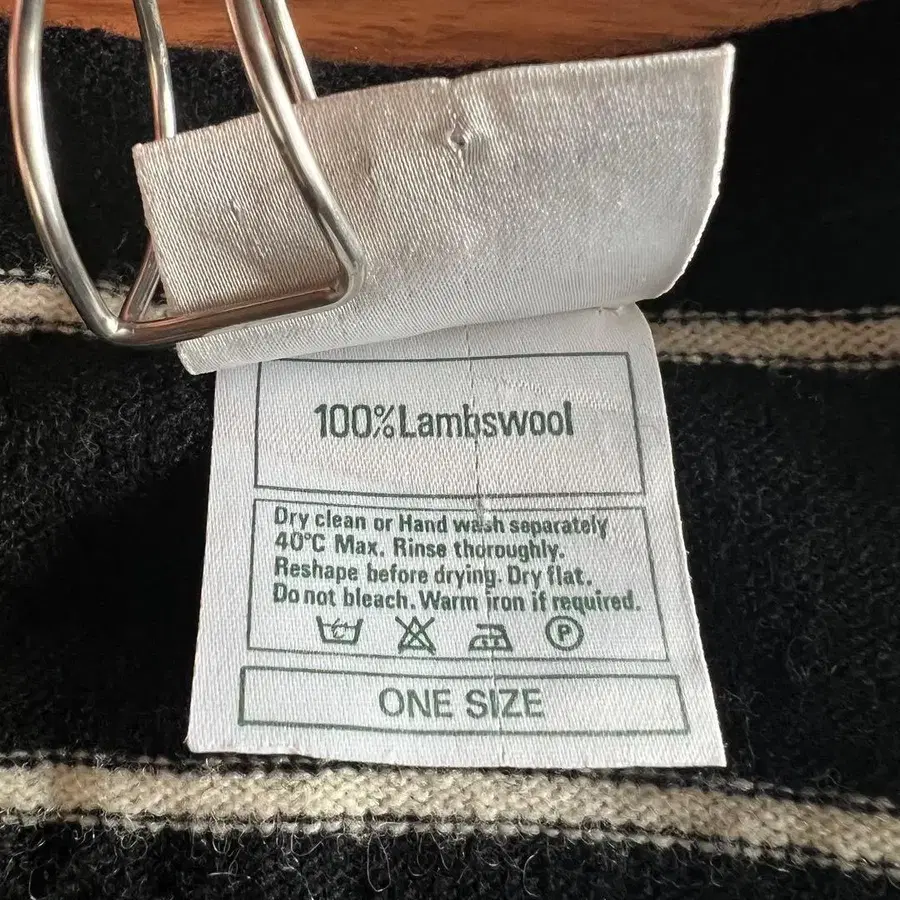 100% Lambswool
Dry clean or Hand wash separately
40°C Max. Rinse thoroughly.
Reshape before drying. Dry flat.
Do not bleach. Warm iron if required.
P
ONE SIZE